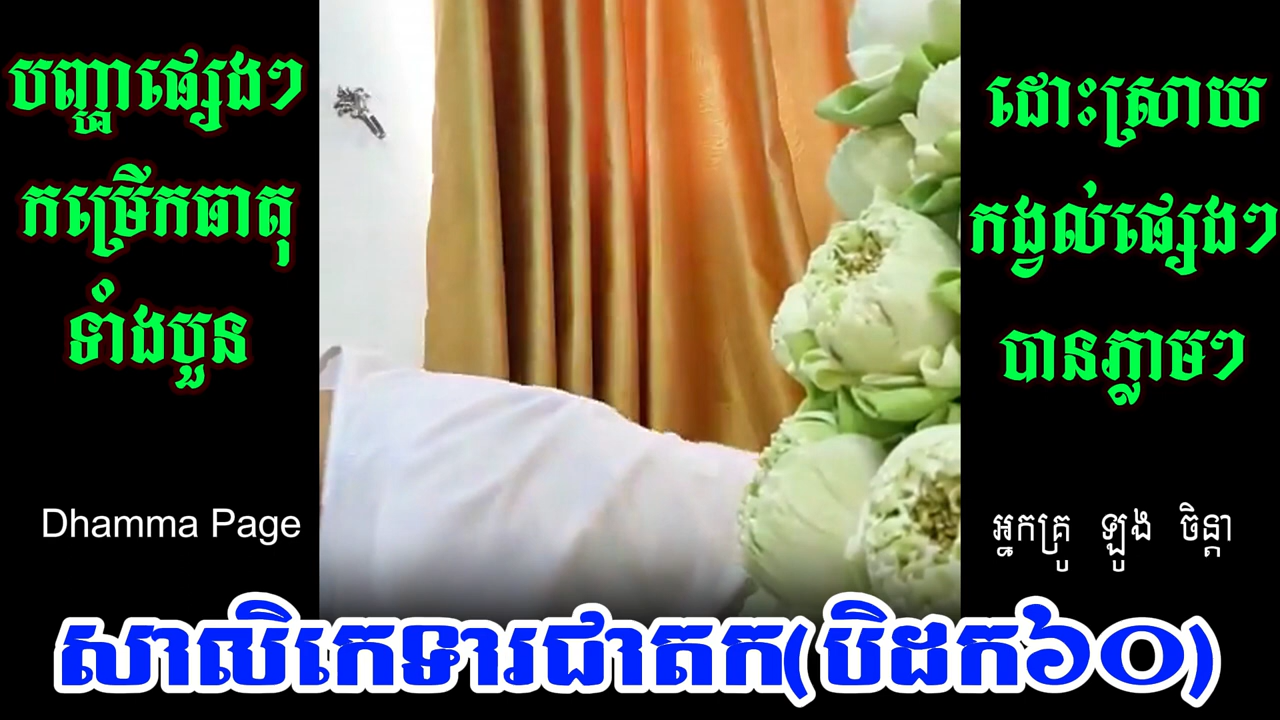 បញ្ហាផ្សេងៗ
កម្រើកធាតុ
ទាំងបួន
ដោះស្រាយ
កង្វល់ផ្សេងៗ
បានភ្លាមៗ
Dhamma Page
អ្នកគ្រូ ឡុង ចិន្តា
សាលិកេទារជាតក(បិដក៦០)